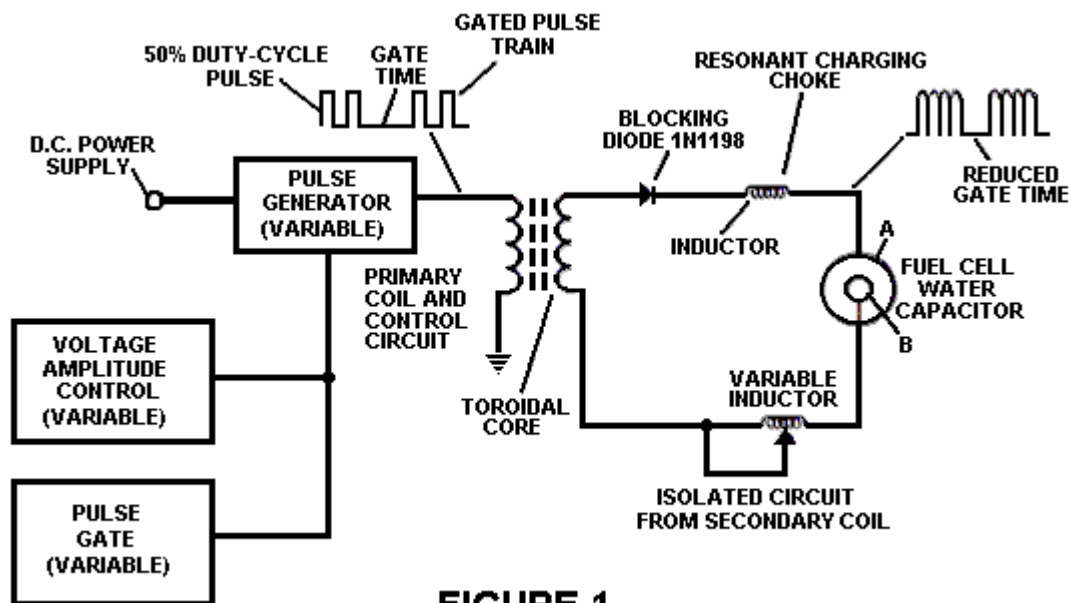 GATED PULSE
TRAIN
50% DUTY-CYCLE
PULSE
GATE
TIME
RESONANT CHARGING
CHOKE
BLOCKING
DIODE 1N1198
D.C. POWER
SUPPLY
PULSE
GENERATOR
(VARIABLE)
REDUCED
GATE TIME
INDUCTOR
A
FUEL CELL
WATER
CAPACITOR
B
PRIMARY
COIL AND
CONTROL
CIRCUIT
VOLTAGE
AMPLITUDE
CONTROL
(VARIABLE)
VARIABLE
INDUCTOR
TOROIDAL
CORE
ISOLATED CIRCUIT
FROM SECONDARY COIL
PULSE
GATE
(VARIABLE)
FIGURE 1